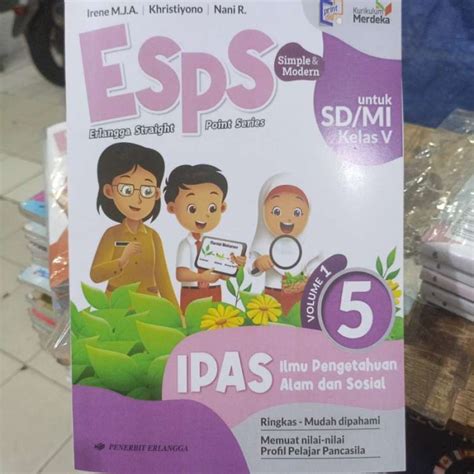 Irene M.J.A. | Khristiyono | Nani R.
print
Kurikulum
Merdeka
ESPS
Simple &
Modern
Erlangga Straight Point Series
untuk
SD/MI
Kelas V
VOLUME 1
5
IPAS
Ilmu Pengetahuan
Alam dan Sosial
Ringkas - Mudah dipahami
Memuat nilai-nilai
Profil Pelajar Pancasila
PENERBIT ERLANGGA